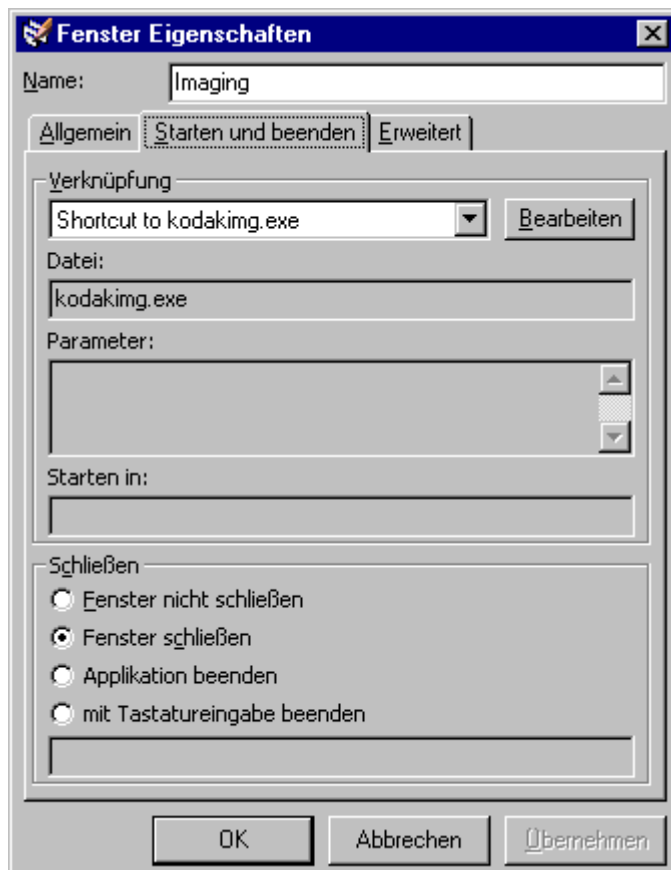 Fenster Eigenschaften
Name: Imaging
Allgemein Starten und beenden Erweitert
Verknüpfung
Shortcut to kodakimg.exe Bearbeiten
Datei:
kodakimg.exe
Parameter:
Starten in:
Schließen
Fenster nicht schließen
Fenster schließen
Applikation beenden
mit Tastatureingabe beenden
OK Abbrechen Übernehmen